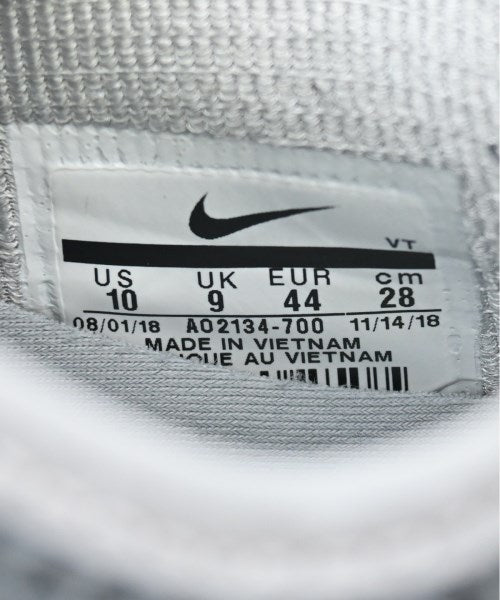 VT
US UK EUR cm
10 9 44 28
08/01/18 AO2134-700 11/14/18
MADE IN VIETNAM
AU VIETNAM